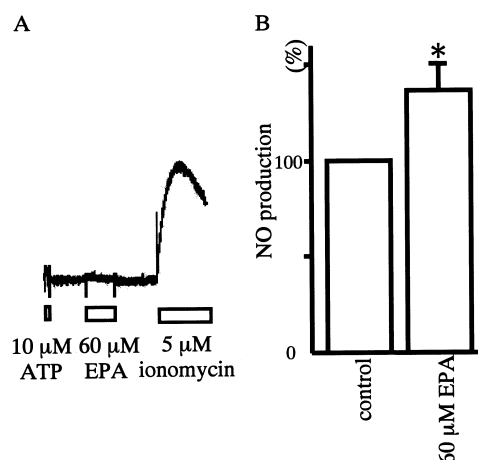 A
B
(%)
*
NO production
100
0
10 μM 60 μM 5 μM
ATP EPA ionomycin
control
60 μM EPA